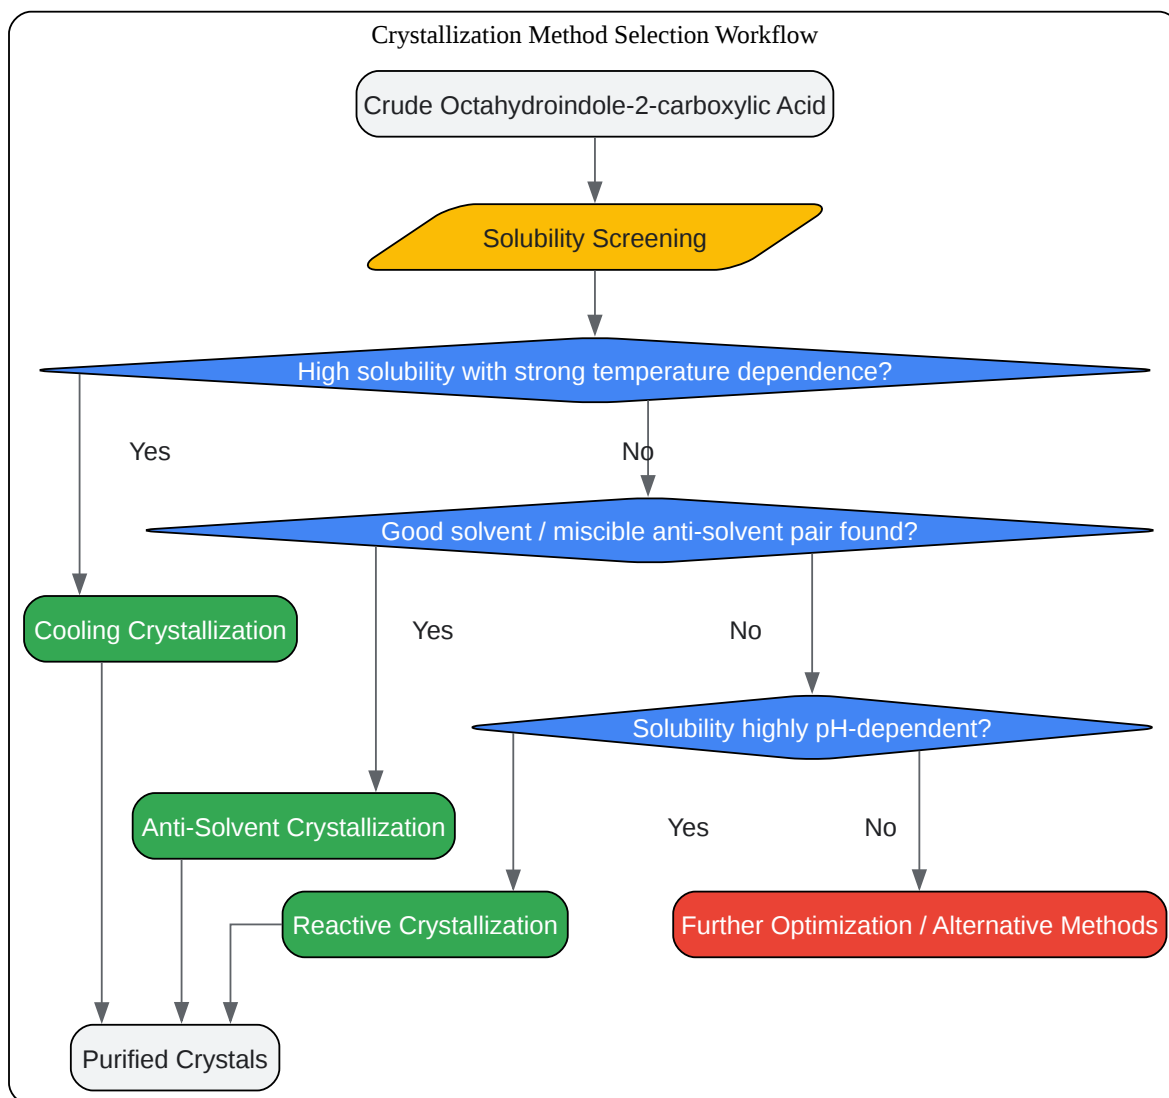 Crystallization Method Selection Workflow
Crude Octahydroindole-2-carboxylic Acid
Solubility Screening
High solubility with strong temperature dependence?
Yes
No
Good solvent / miscible anti-solvent pair found?
Cooling Crystallization
Yes
No
Solubility highly pH-dependent?
Anti-Solvent Crystallization
Yes
No
Reactive Crystallization
Further Optimization / Alternative Methods
Purified Crystals